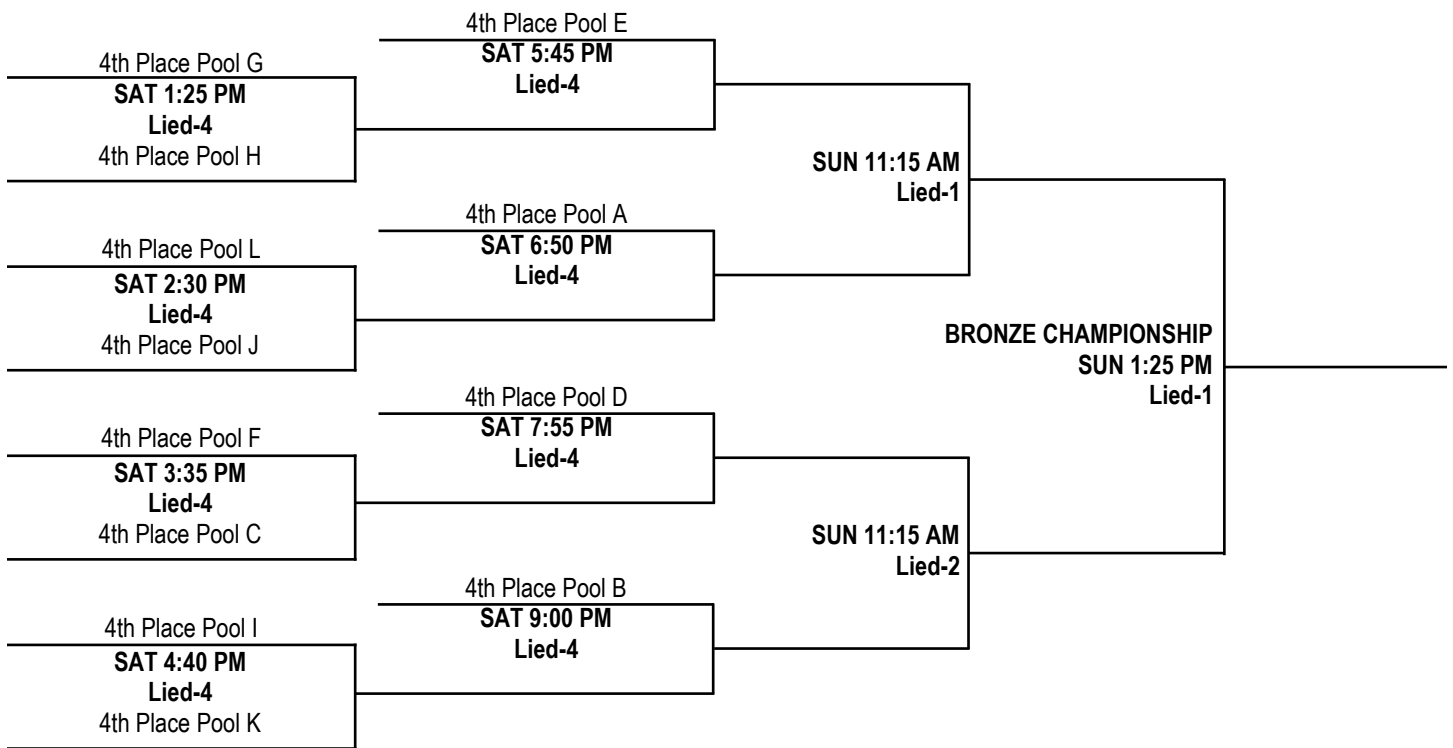 4th Place Pool G
SAT 1:25 PM
Lied-4
4th Place Pool H
4th Place Pool L
SAT 2:30 PM
Lied-4
4th Place Pool J
4th Place Pool F
SAT 3:35 PM
Lied-4
4th Place Pool C
4th Place Pool I
SAT 4:40 PM
Lied-4
4th Place Pool K
4th Place Pool E
SAT 5:45 PM
Lied-4
4th Place Pool A
SAT 6:50 PM
Lied-4
4th Place Pool D
SAT 7:55 PM
Lied-4
4th Place Pool B
SAT 9:00 PM
Lied-4
SUN 11:15 AM
Lied-1
SUN 11:15 AM
Lied-2
BRONZE CHAMPIONSHIP
SUN 1:25 PM
Lied-1